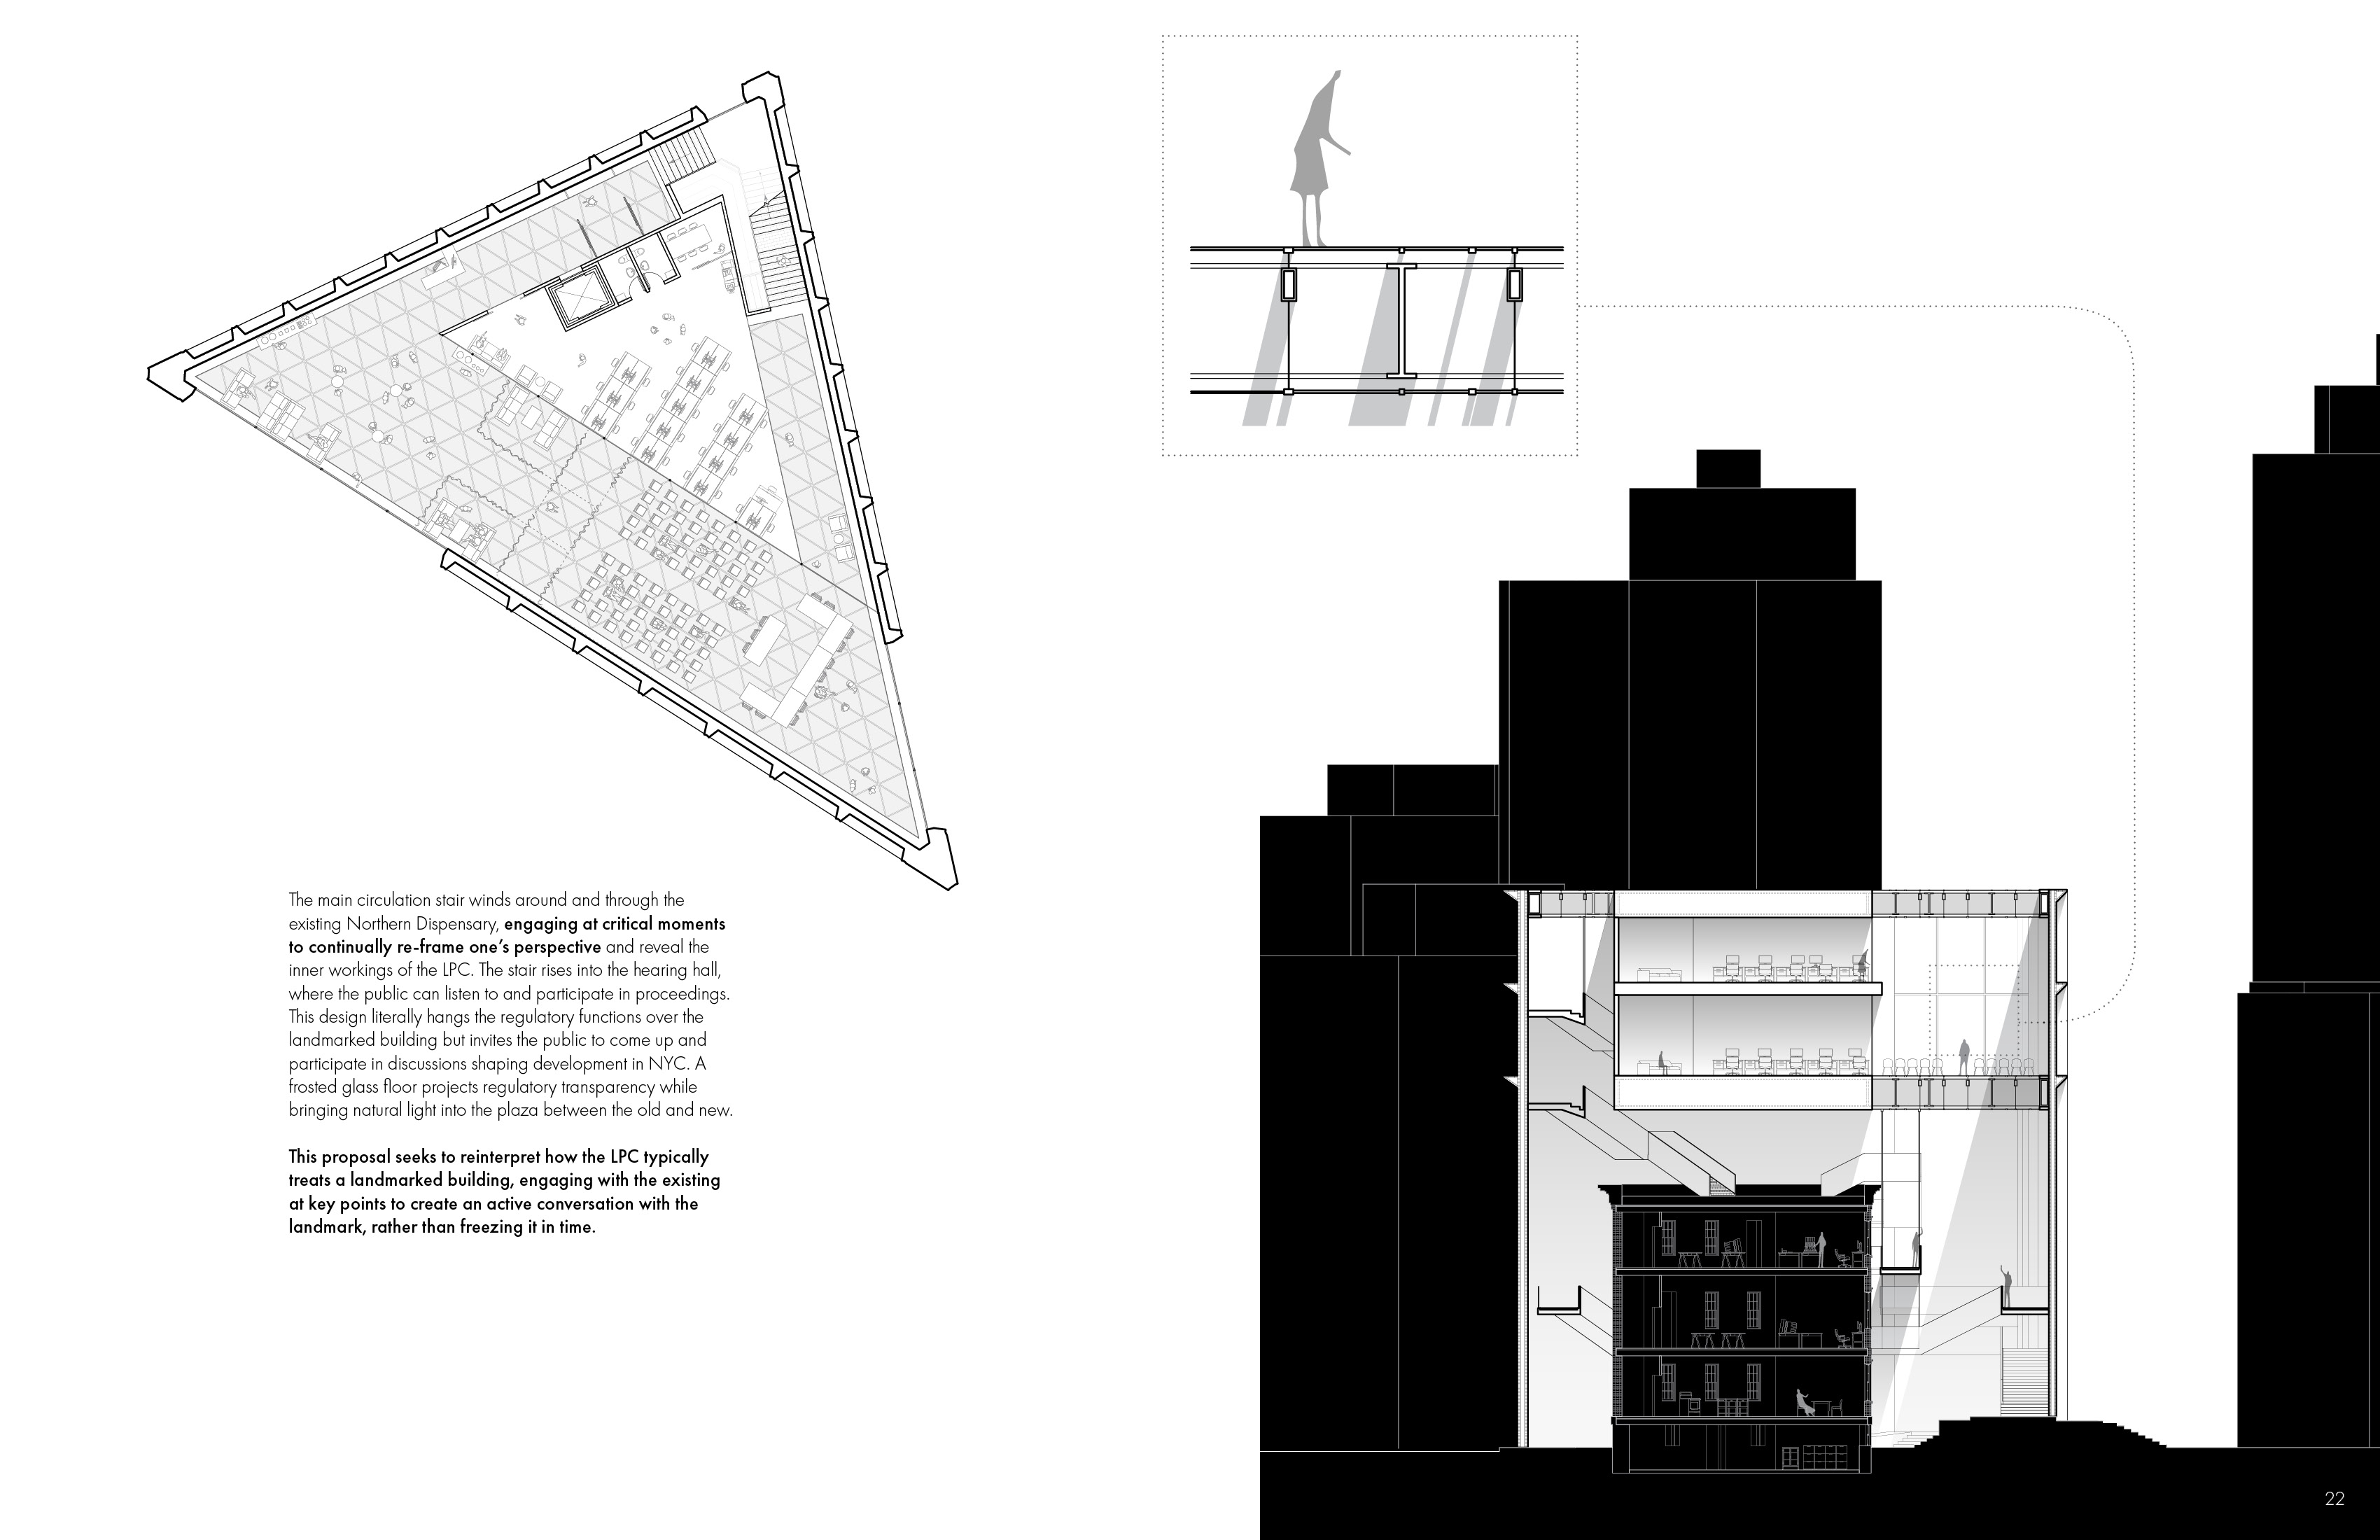 The main circulation stair winds around and through the
existing Northern Dispensary, engaging at critical moments
to continually re-frame one’s perspective and reveal the
inner workings of the LPC. The stair rises into the hearing hall,
where the public can listen to and participate in proceedings.
This design literally hangs the regulatory functions over the
landmarked building but invites the public to come up and
participate in discussions shaping development in NYC. A
frosted glass floor projects regulatory transparency while
bringing natural light into the plaza between the old and new.
This proposal seeks to reinterpret how the LPC typically
treats a landmarked building, engaging with the existing
at key points to create an active conversation with the
landmark, rather than freezing it in time.
22